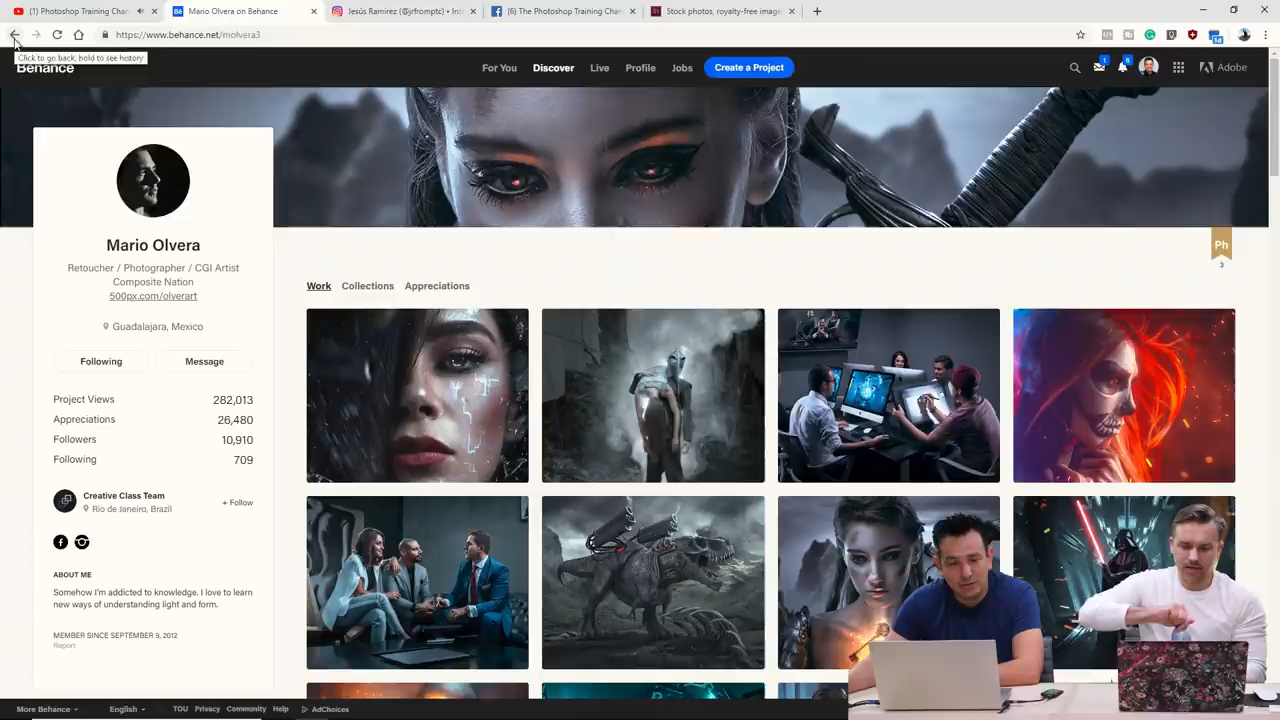 Photoshop Training Chan
Mario Olvera on Behance
Jesús Ramirez (@jrfromptc) • Inst
(6) The Photoshop Training Chan
Stock photos, royalty-free image
https://www.behance.net/molvera3
Click to go back, hold to see history
Behance
For You
Discover
Live
Profile
Jobs
Create a Project
1
6
Adobe
Ph
3
Mario Olvera
Retoucher / Photographer / CGI Artist
Composite Nation
500px.com/olverart
Guadalajara, Mexico
Following
Message
Project Views 282,013
Appreciations 26,480
Followers 10,910
Following 709
Creative Class Team
Rio de Janeiro, Brazil
+ Follow
ABOUT ME
Somehow I'm addicted to knowledge. I love to learn
new ways of understanding light and form.
MEMBER SINCE SEPTEMBER 9, 2012
Report
Work
Collections
Appreciations
More Behance
English
TOU
Privacy
Community
Help
AdChoices